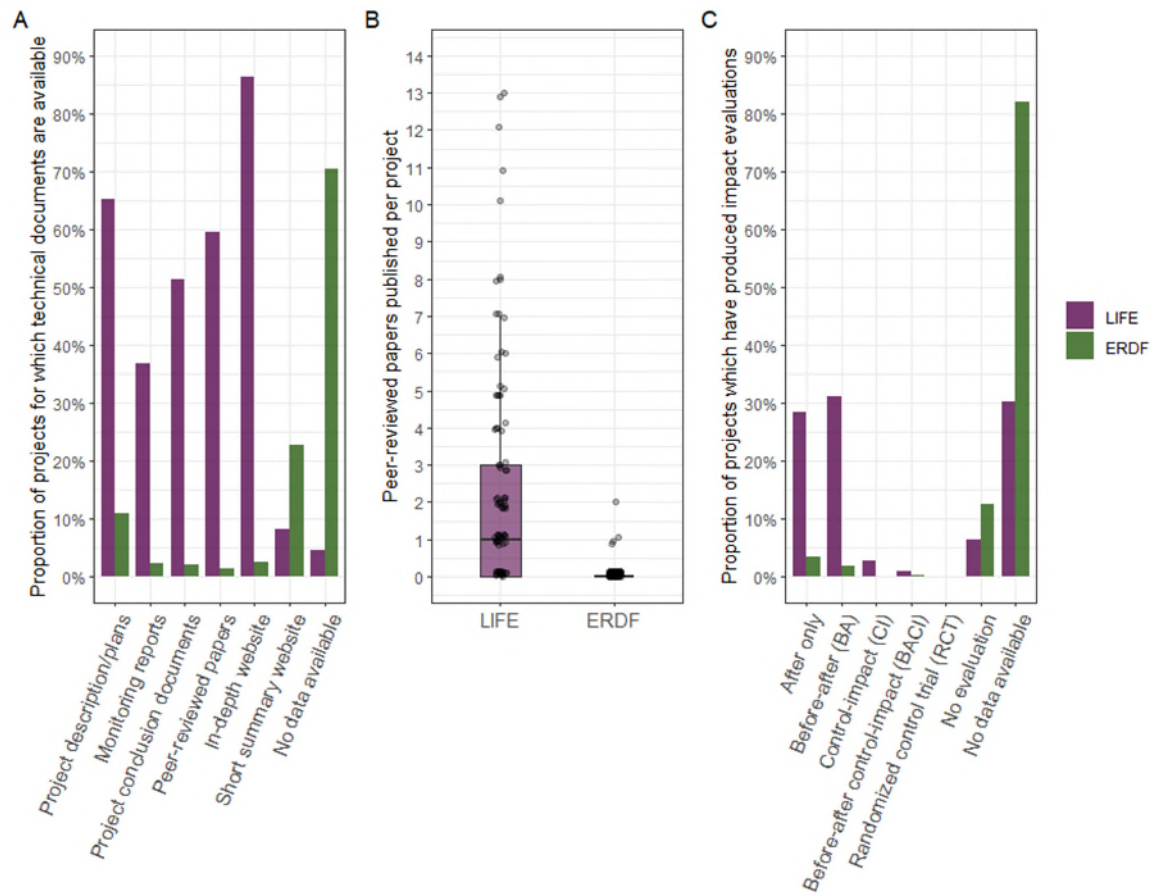 A
Proportion of projects for which technical documents are available
90%
80%
70%
60%
50%
40%
30%
20%
10%
0%
Project description/plans
Monitoring reports
Project conclusion documents
Peer-reviewed papers
In-depth website
Short summary website
No data available
B
Peer-reviewed papers published per project
14
13
12
11
10
9
8
7
6
5
4
3
2
1
0
LIFE
ERDF
C
Proportion of projects which have produced impact evaluations
90%
80%
70%
60%
50%
40%
30%
20%
10%
0%
After only
Before-after (BA)
Control-impact (CI)
Before-after control-impact (BACI)
Randomized control trial (RCT)
No evaluation
No data available
LIFE
ERDF